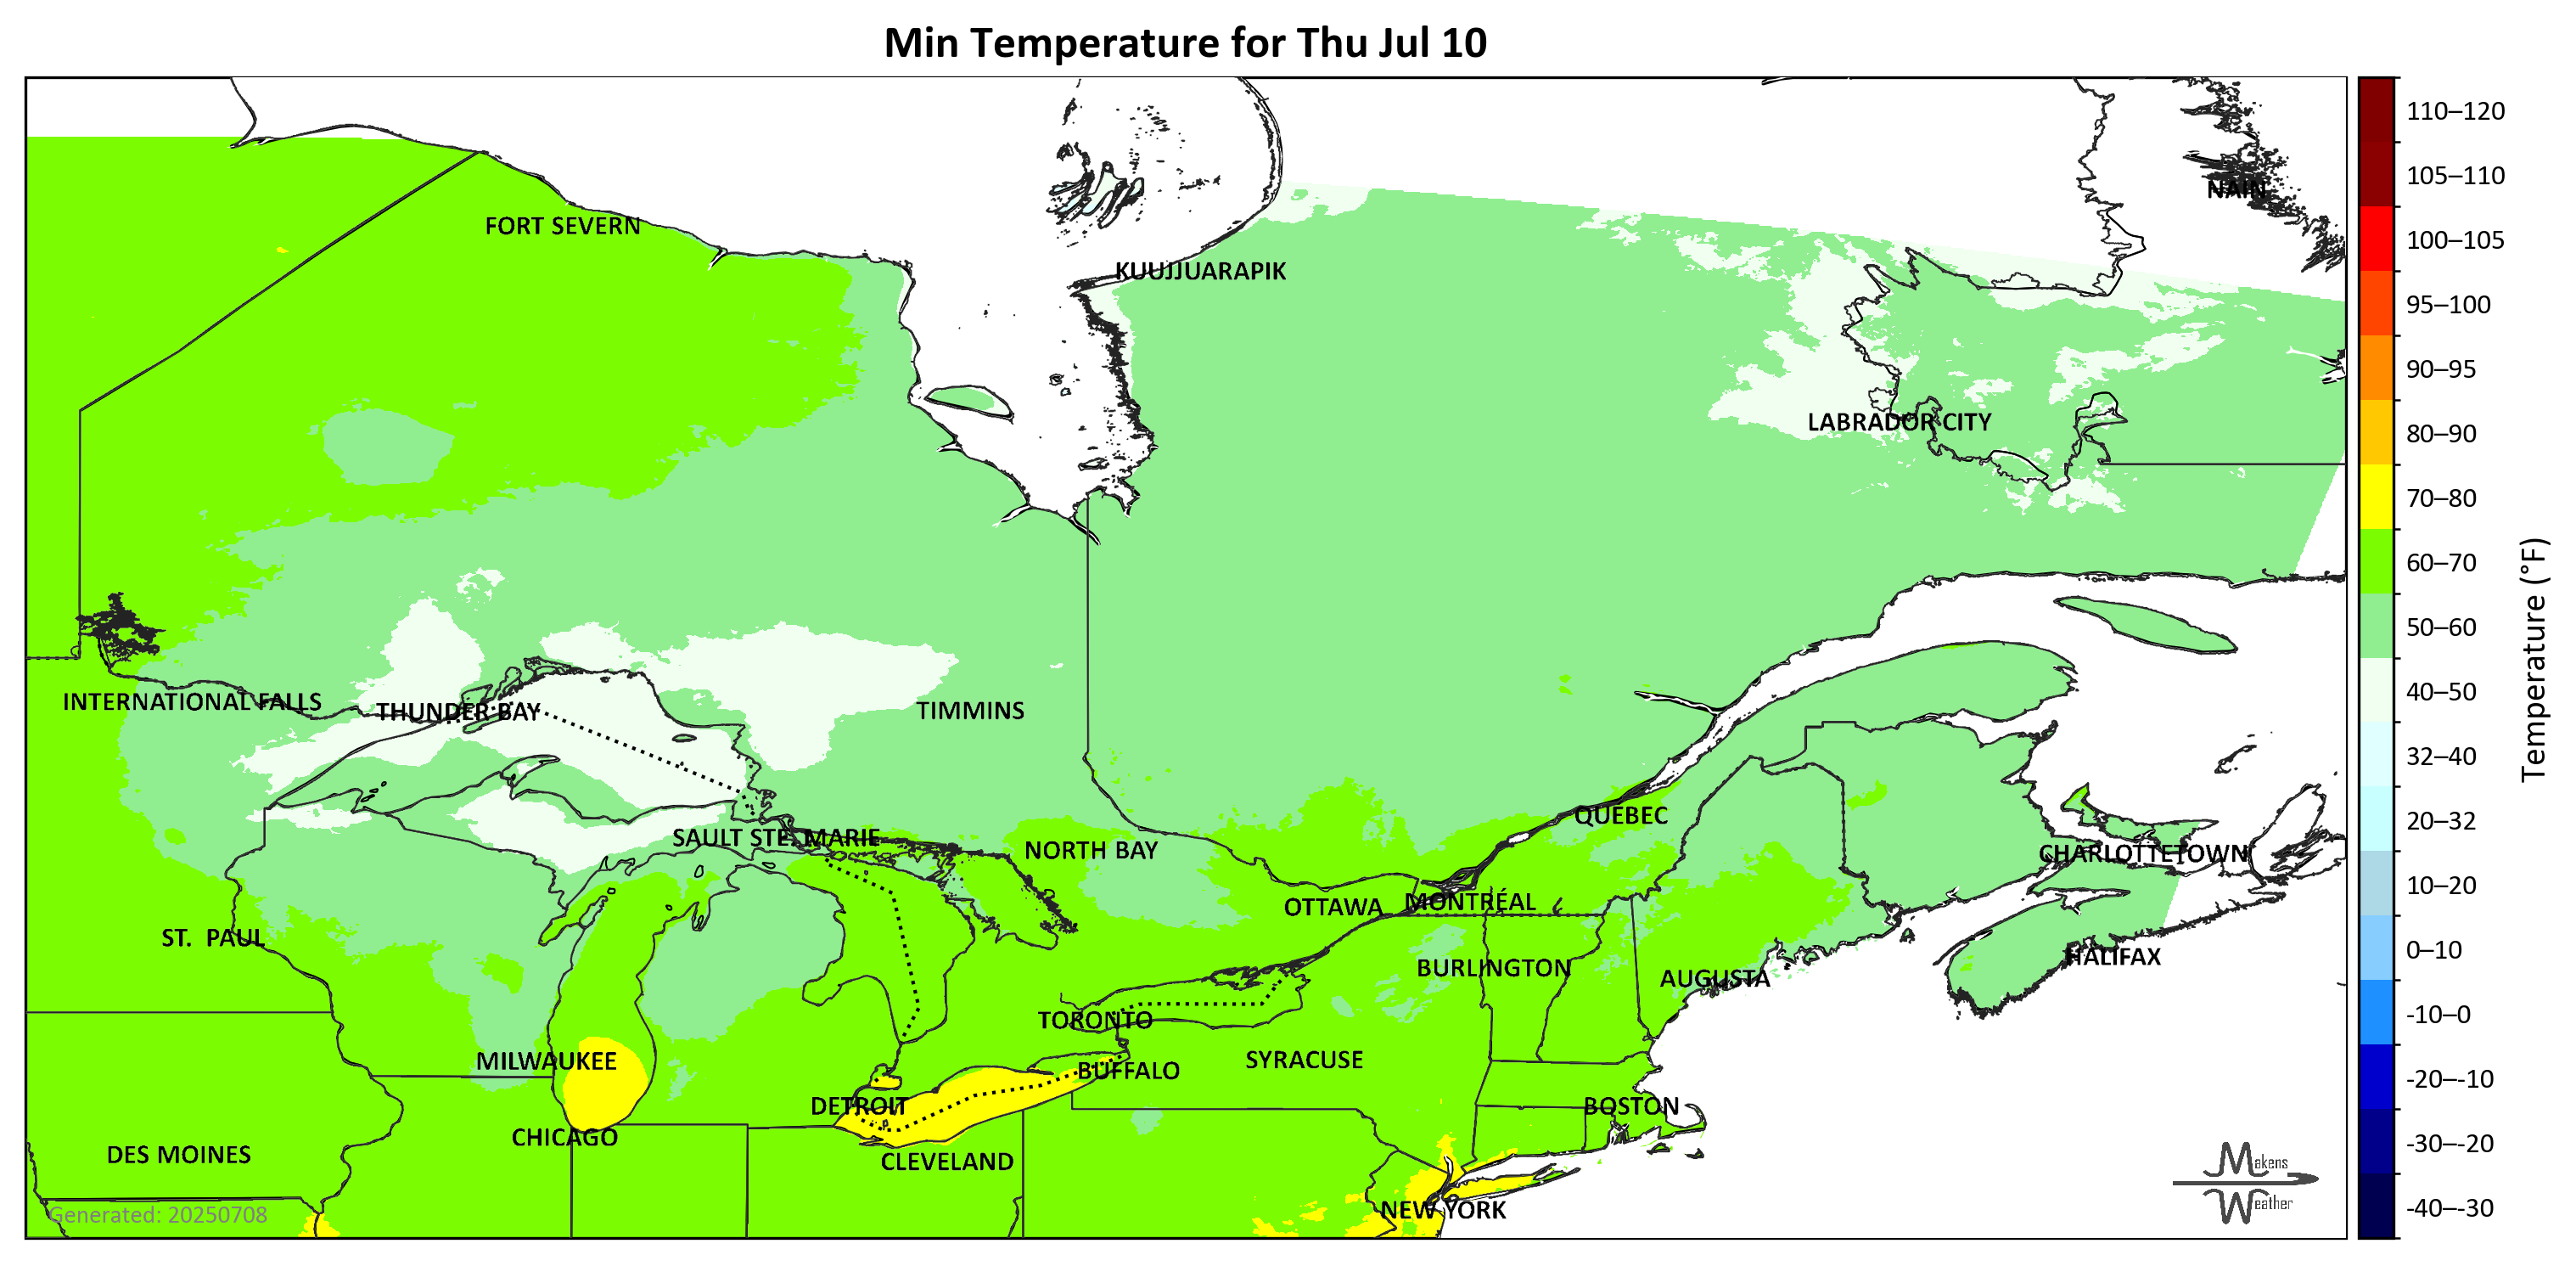 Min Temperature for Thu Jul 10
NAIN
FORT SEVERN
KUUJJUARAPIK
LABRADOR CITY
INTERNATIONAL FALLS
THUNDER BAY
TIMMINS
QUÉBEC
SAULT STE. MARIE
NORTH BAY
CHARLOTTETOWN
OTTAWA
MONTRÉAL
ST. PAUL
HALIFAX
BURLINGTON
AUGUSTA
TORONTO
MILWAUKEE
SYRACUSE
BUFFALO
DETROIT
BOSTON
CHICAGO
DES MOINES
CLEVELAND
NEW YORK
Generated: 20250708
Makens
Weather
110–120
105–110
100–105
95–100
90–95
80–90
70–80
60–70
50–60
40–50
32–40
20–32
10–20
0–10
-10–0
-20–-10
-30–-20
-40–-30
Temperature (°F)